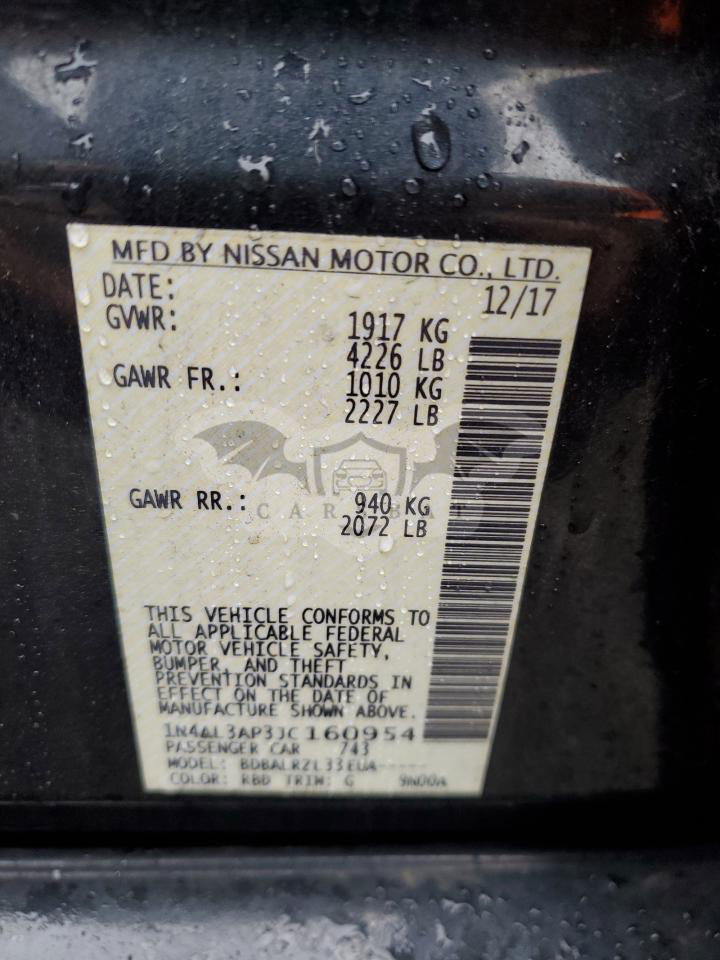 MFD BY NISSAN MOTOR CO., LTD.
DATE: 12/17
GVWR: 1917 KG
4226 LB
GAWR FR.: 1010 KG
2227 LB
GAWR RR.: 940 KG
2072 LB
CAR BAT
THIS VEHICLE CONFORMS TO
ALL APPLICABLE FEDERAL
MOTOR VEHICLE SAFETY,
BUMPER, AND THEFT
PREVENTION STANDARDS IN
EFFECT ON THE DATE OF
MANUFACTURE SHOWN ABOVE.
1N4AL3AP3JC160954
PASSENGER CAR 743
MODEL: BDBALRZL33EUA-----
COLOR: RBD TRIM: G